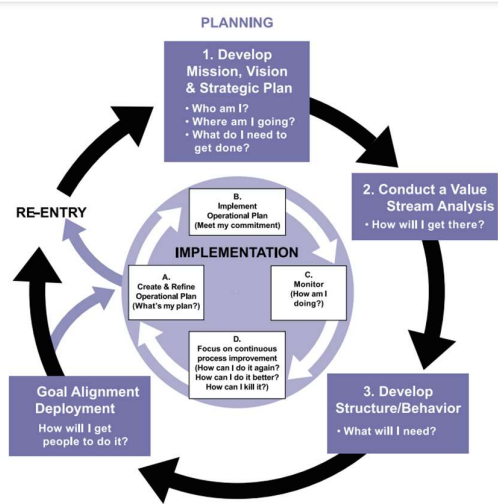 PLANNING
1. Develop
Mission, Vision
& Strategic Plan
• Who am I?
• Where am I going?
• What do I need to
get done?
2. Conduct a Value
Stream Analysis
• How will I get there?
3. Develop
Structure/Behavior
• What will I need?
Goal Alignment
Deployment
How will I get
people to do it?
RE–ENTRY
IMPLEMENTATION
A.
Create & Refine
Operational Plan
(What's my plan?)
B.
Implement
Operational Plan
(Meet my commitment)
C.
Monitor
(How am I
doing?)
D.
Focus on continuous
process improvement
(How can I do it again?
How can I do it better?
How can I kill it?)